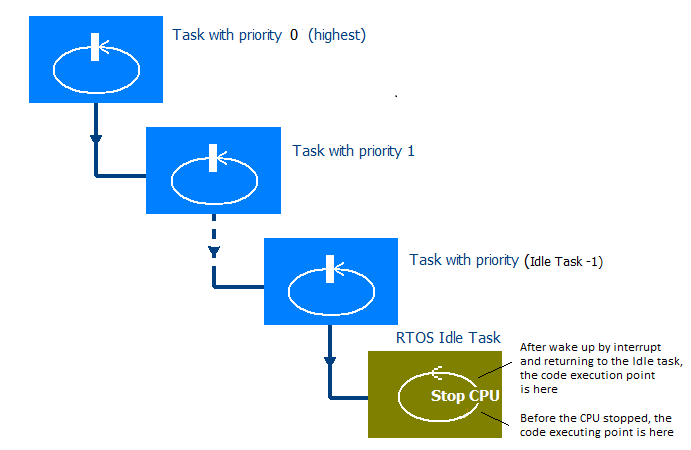 Task with priority 0 (highest)
Task with priority 1
Task with priority (Idle Task -1)
RTOS Idle Task
Stop CPU
After wake up by interrupt
and returning to the Idle task,
the code execution point
is here
Before the CPU stopped, the
code executing point is here